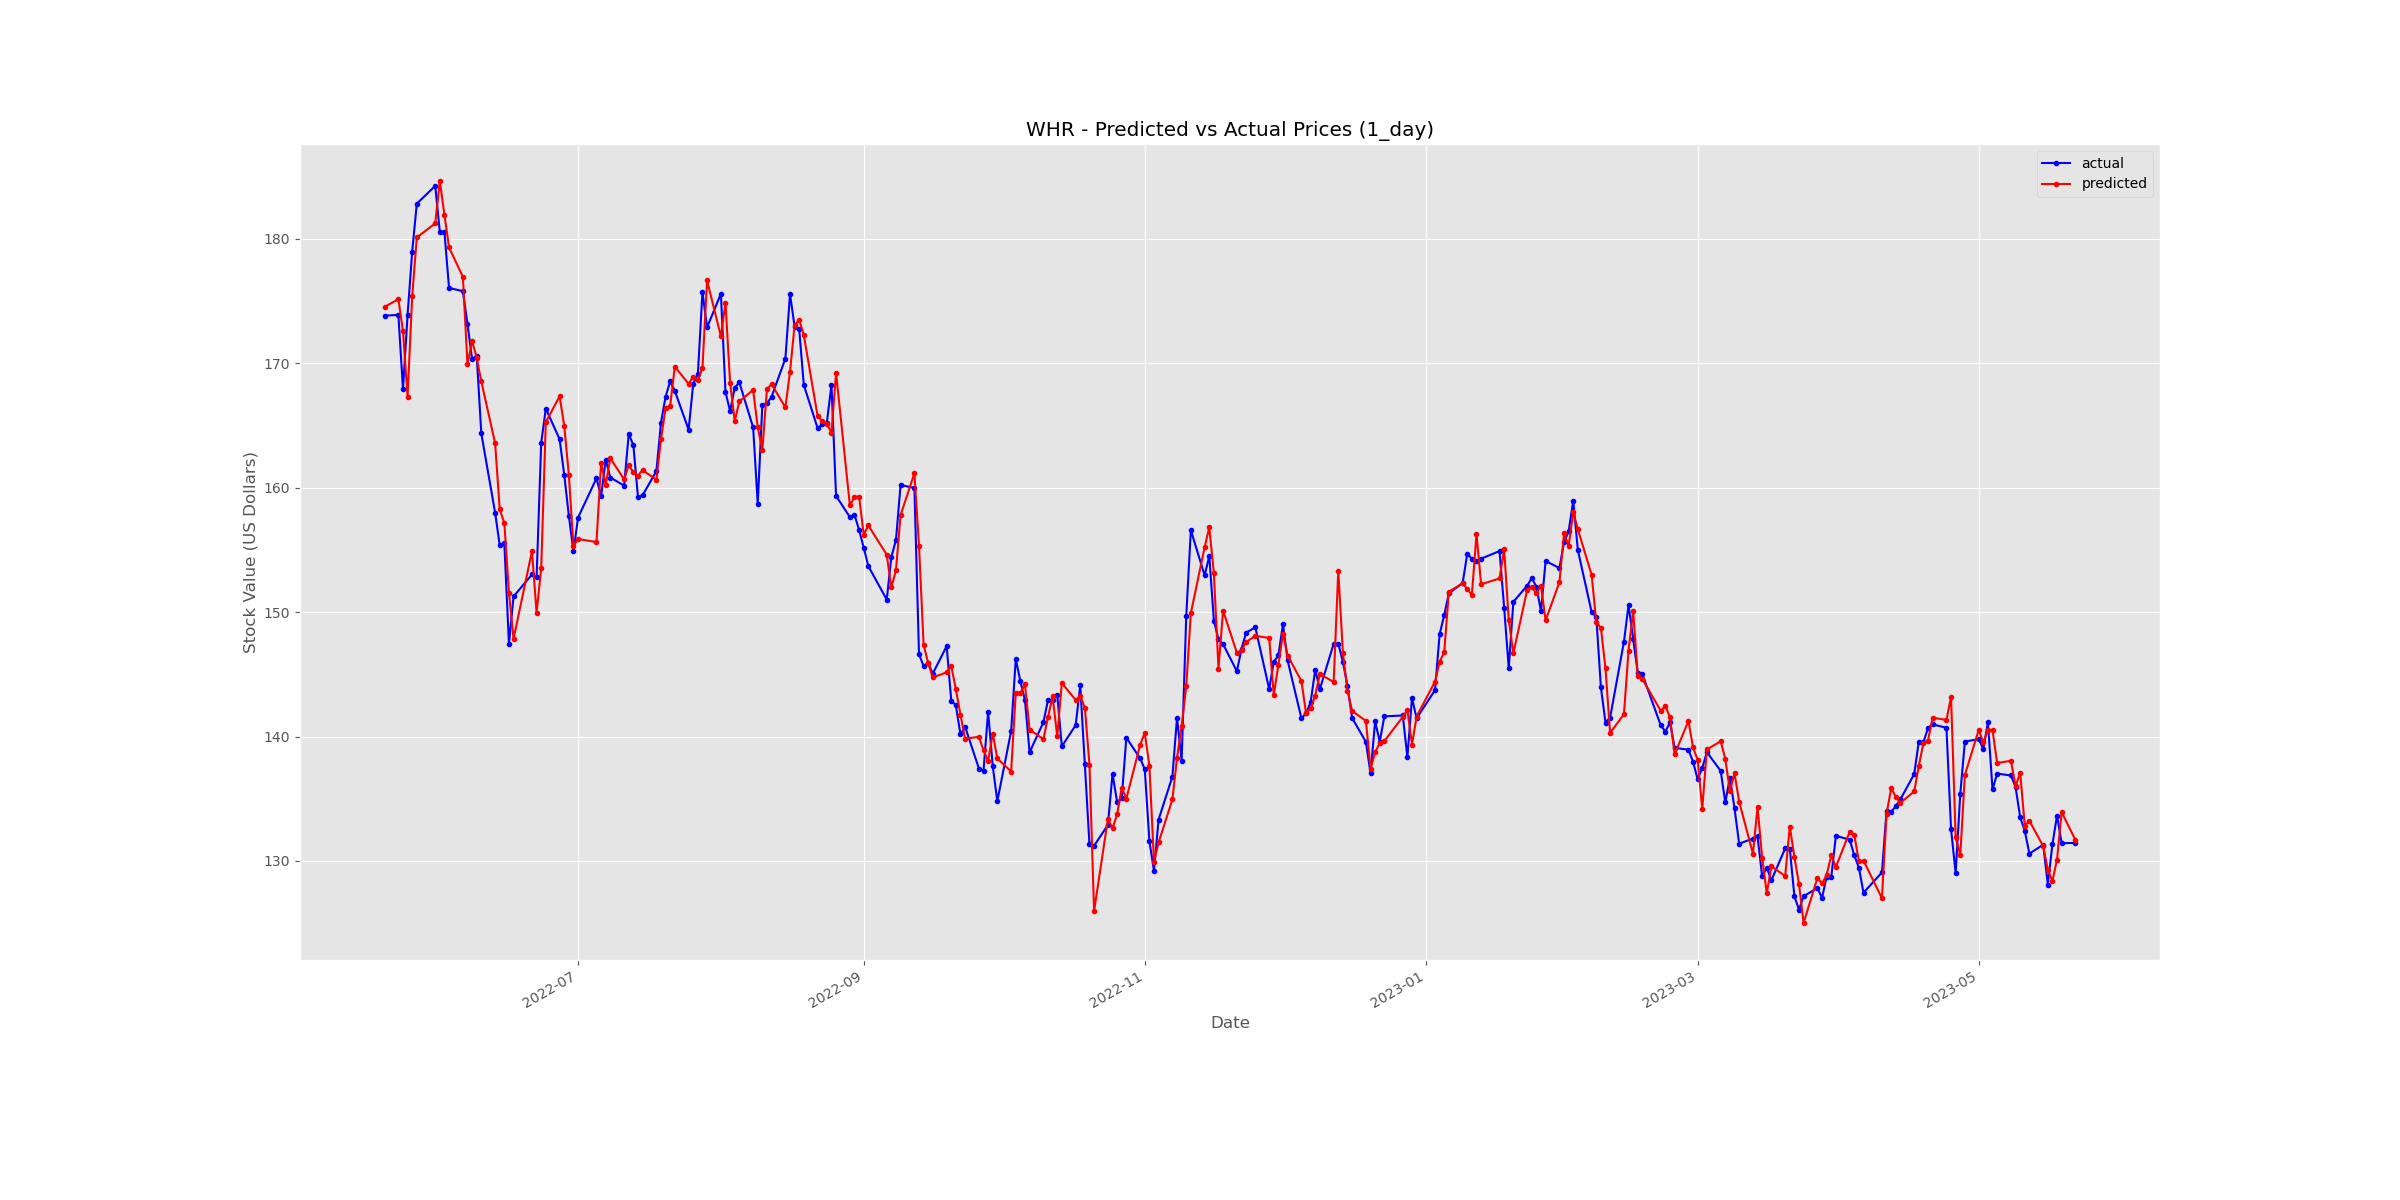 WHR - Predicted vs Actual Prices (1_day)
actual
predicted
Stock Value (US Dollars)
180
170
160
150
140
130
2022-07
2022-09
2022-11
2023-01
2023-03
2023-05
Date